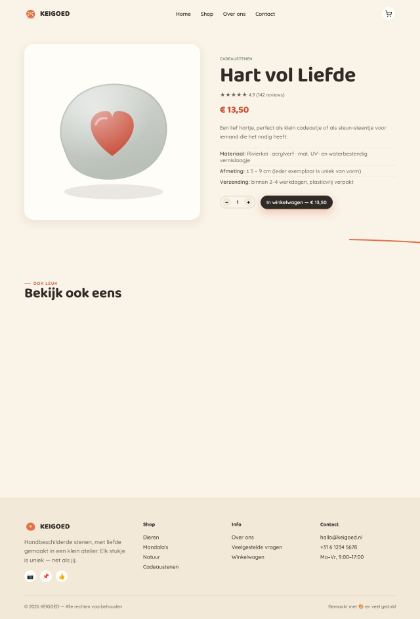 KEIGOED
Home Shop Over ons Contact
CADEAUSTENEN
Hart vol Liefde
★★★★★ 4.9 (142 reviews)
€ 13,50
Een lief hartje, perfect als klein cadeautje of als steun-steentje voor
iemand die het nodig heeft.
Materiaal: Rivierkei · acrylverf · mat, UV- en waterbestendig
vernislaagje
Afmeting: ± 5 – 9 cm (ieder exemplaar is uniek van vorm)
Verzending: binnen 2–4 werkdagen, plasticvrij verpakt
− 1 +
In winkelwagen — € 13,50
— OOK LEUK
Bekijk ook eens
KEIGOED
Handbeschilderde stenen, met liefde
gemaakt in een klein atelier. Elk stukje
is uniek — net als jij.
Shop
Dieren
Mandala's
Natuur
Cadeaustenen
Info
Over ons
Veelgestelde vragen
Winkelwagen
Contact
hallo@keigoed.nl
+31 6 1234 5678
Ma–Vr, 9:00–17:00
© 2025 KEIGOED — Alle rechten voorbehouden
Gemaakt met 🎨 en veel geduld